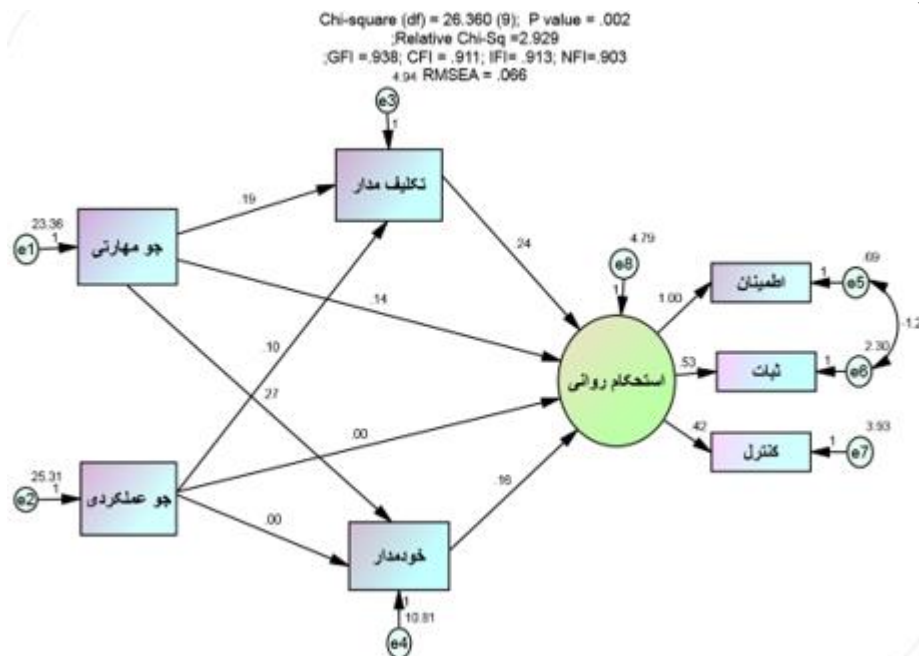 Chi-square (df) = 26.360 (9); P value = .002
;Relative Chi-Sq =2.929
;GFI =.938; CFI = .911; IFI= .913; NFI=.903
RMSEA = .066
4.94
e3
1
تکلیف مدار
.19
23.36
e1
1
جو مهارتی
.24
4.79
e8
1
.14
1.00
اطمینان
1
.69
e5
-1.2
.10
.27
استحکام روانی
.53
ثبات
1
2.30
e6
.00
.42
کنترل
1
3.93
e7
25.31
e2
1
جو عملکردی
.00
.16
خودمدار
1
10.81
e4